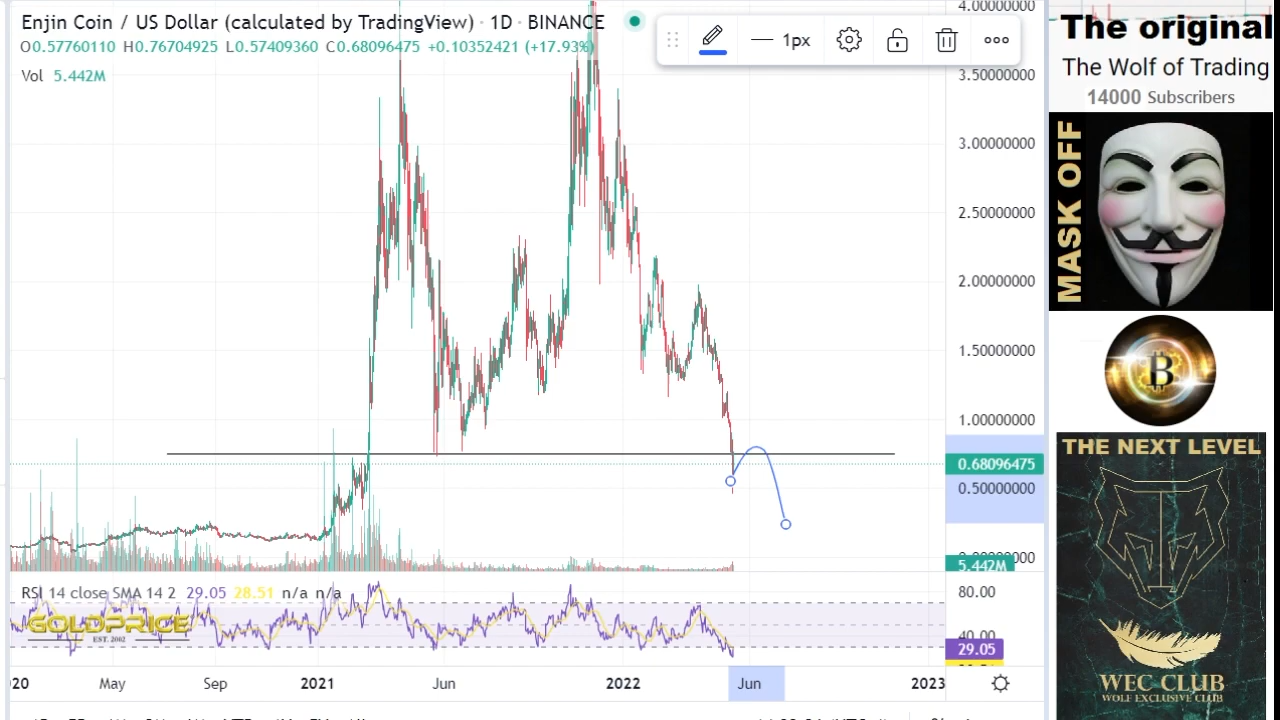 Enjin Coin / US Dollar (calculated by TradingView) · 1D · BINANCE
O0.57760110 H0.76704925 L0.57409360 C0.68096475 +0.10352421 (+17.93%)
Vol 5.442M
1px
4.00000000
3.50000000
3.00000000
2.50000000
2.00000000
1.50000000
1.00000000
0.68096475
0.50000000
5.442M
RSI 14 close SMA 14 2 29.05 28.51 n/a n/a
80.00
40.00
29.05
GOLDPRICE
EST. 2002
20 May Sep 2021 Jun 2022 Jun 2023
The original
The Wolf of Trading
14000 Subscribers
MASK OFF
THE NEXT LEVEL
WEC CLUB
WOLF EXCLUSIVE CLUB